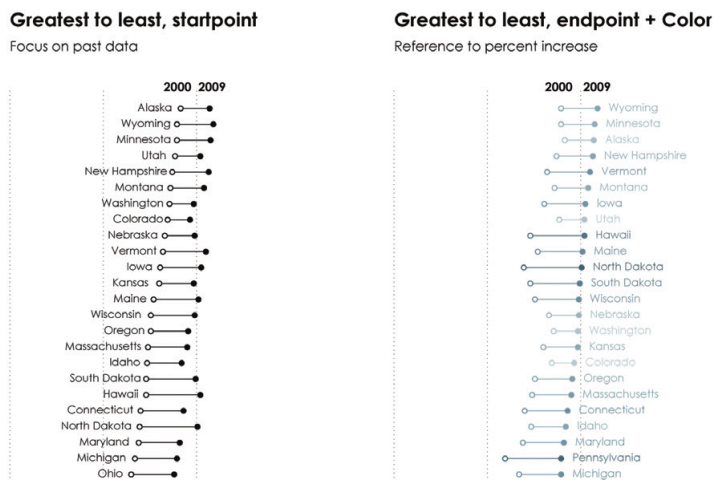 Greatest to least, startpoint
Focus on past data
2000 2009
Alaska
Wyoming
Minnesota
Utah
New Hampshire
Montana
Washington
Colorado
Nebraska
Vermont
Iowa
Kansas
Maine
Wisconsin
Oregon
Massachusetts
Idaho
South Dakota
Hawaii
Connecticut
North Dakota
Maryland
Michigan
Ohio
Greatest to least, endpoint + Color
Reference to percent increase
2000 2009
Wyoming
Minnesota
Alaska
New Hampshire
Vermont
Montana
Iowa
Utah
Hawaii
Maine
North Dakota
South Dakota
Wisconsin
Nebraska
Washington
Kansas
Colorado
Oregon
Massachusetts
Connecticut
Idaho
Maryland
Pennsylvania
Michigan